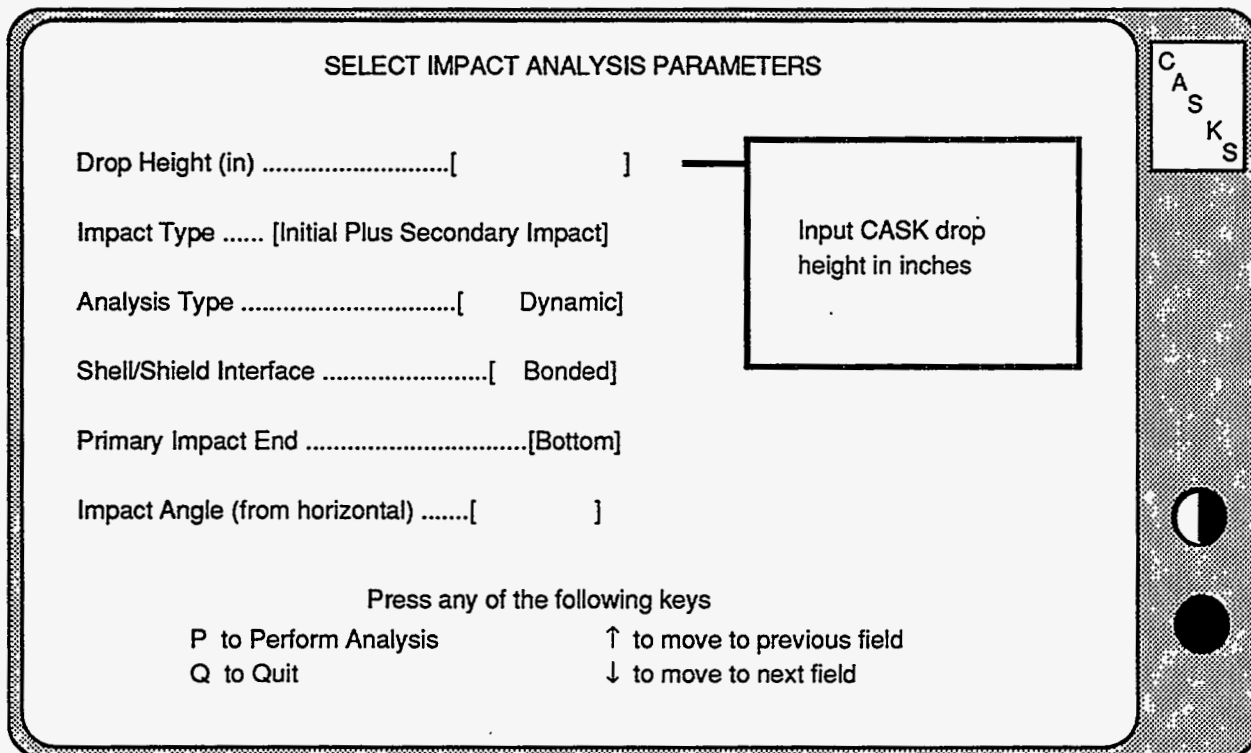 SELECT IMPACT ANALYSIS PARAMETERS
CASKS
Drop Height (in) ...........................[ ]
Input CASK drop
height in inches
Impact Type ...... [Initial Plus Secondary Impact]
Analysis Type ...............................[ Dynamic]
Shell/Shield Interface ........................[ Bonded]
Primary Impact End ................................[Bottom]
Impact Angle (from horizontal) .......[ ]
Press any of the following keys
P to Perform Analysis ↑ to move to previous field
Q to Quit ↓ to move to next field